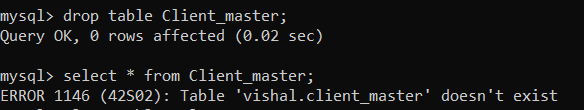 mysql> drop table Client_master;
Query OK, 0 rows affected (0.02 sec)
mysql> select * from Client_master;
ERROR 1146 (42S02): Table 'vishal.client_master' doesn't exist